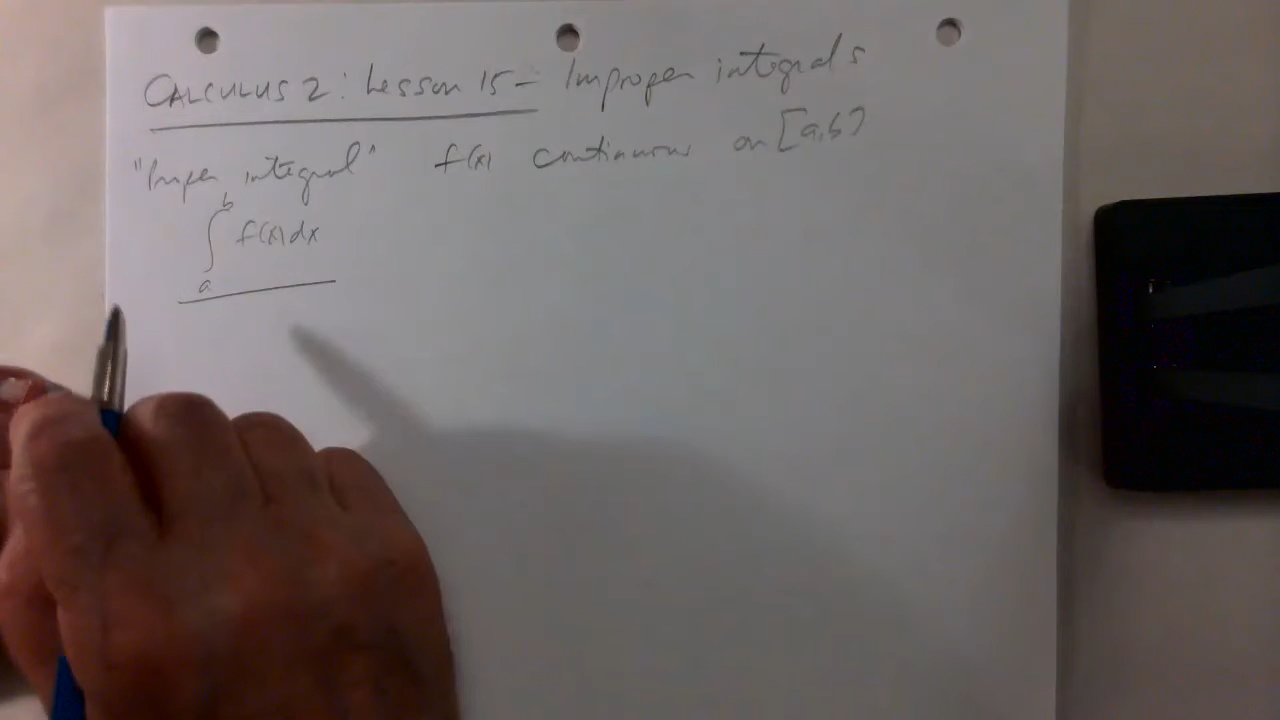 CALCULUS 2: Lesson 15 - Improper integrals
"Proper integral" f(x) continuous on [a,b]
∫_a^b f(x)dx